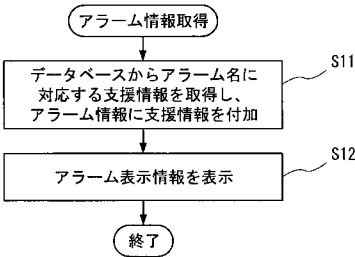 アラーム情報取得
データベースからアラーム名に
対応する支援情報を取得し、
アラーム情報に支援情報を付加
S11
アラーム表示情報を表示
S12
終了